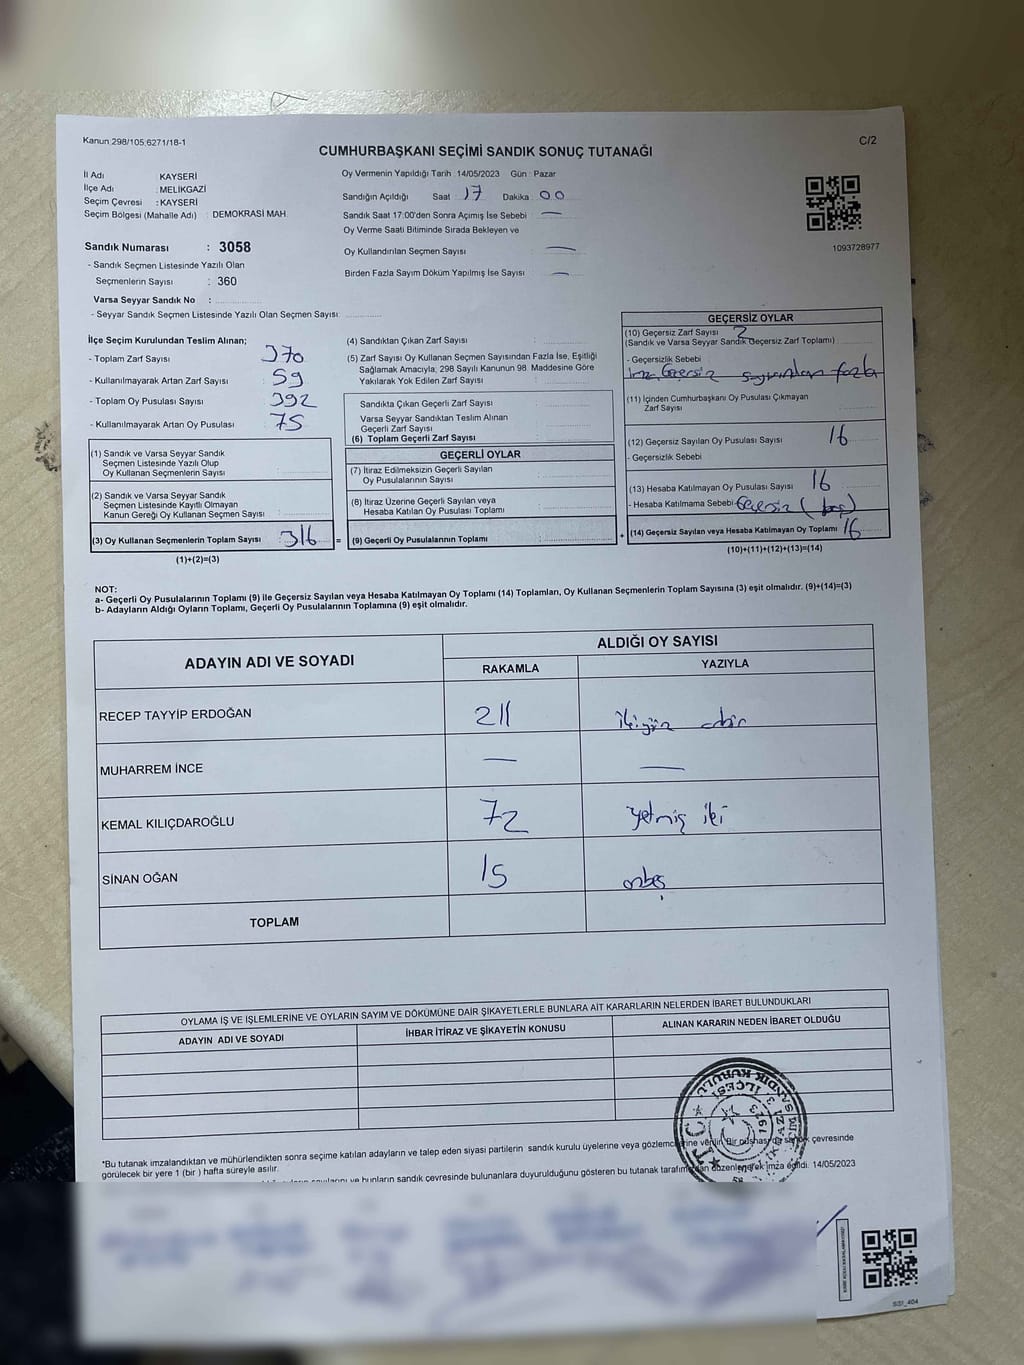 Kanun 298/105;6271/18-1
C/2
CUMHURBAŞKANI SEÇİMİ SANDIK SONUÇ TUTANAĞI
İl Adı : KAYSERİ
İlçe Adı : MELİKGAZİ
Seçim Çevresi : KAYSERİ
Seçim Bölgesi (Mahalle Adı) : DEMOKRASİ MAH.
Sandık Numarası : 3058
- Sandık Seçmen Listesinde Yazılı Olan
Seçmenlerin Sayısı : 360
Varsa Seyyar Sandık No :
- Seyyar Sandık Seçmen Listesinde Yazılı Olan Seçmen Sayısı:
Oy Vermenin Yapıldığı Tarih :14/05/2023 Gün : Pazar
Sandığın Açıldığı Saat 17 Dakika 00
Sandık Saat 17:00'den Sonra Açımış İse Sebebi —
Oy Verme Saati Bitiminde Sırada Bekleyen ve
Oy Kullandırılan Seçmen Sayısı —
Birden Fazla Sayım Döküm Yapılmış İse Sayısı —
1093728977
İlçe Seçim Kurulundan Teslim Alınan;
- Toplam Zarf Sayısı 370
- Kullanılmayarak Artan Zarf Sayısı 59
- Toplam Oy Pusulası Sayısı 392
- Kullanılmayarak Artan Oy Pusulası 75
(1) Sandık ve Varsa Seyyar Sandık
Seçmen Listesinde Yazılı Olup
Oy Kullanan Seçmenlerin Sayısı
(2) Sandık ve Varsa Seyyar Sandık
Seçmen Listesinde Kayıtlı Olmayan
Kanun Gereği Oy Kullanan Seçmen Sayısı
(3) Oy Kullanan Seçmenlerin Toplam Sayısı 316 =
(1)+(2)=(3)
(4) Sandıktan Çıkan Zarf Sayısı :
(5) Zarf Sayısı Oy Kullanan Seçmen Sayısından Fazla İse, Eşitliği
Sağlamak Amacıyla, 298 Sayılı Kanunun 98. Maddesine Göre
Yakılarak Yok Edilen Zarf Sayısı :
Sandıkta Çıkan Geçerli Zarf Sayısı :
Varsa Seyyar Sandıktan Teslim Alınan
Geçerli Zarf Sayısı :
(6) Toplam Geçerli Zarf Sayısı :
GEÇERLİ OYLAR
(7) İtiraz Edilmeksizin Geçerli Sayılan
Oy Pusulalarının Sayısı
(8) İtiraz Üzerine Geçerli Sayılan veya
Hesaba Katılan Oy Pusulası Toplamı
(9) Geçerli Oy Pusulalarının Toplamı +
GEÇERSİZ OYLAR
(10) Geçersiz Zarf Sayısı 2
(Sandık ve Varsa Seyyar Sandık Geçersiz Zarf Toplamı)
- Geçersizlik Sebebi
Geçersiz sayımından fazla
(11) İçinden Cumhurbaşkanı Oy Pusulası Çıkmayan
Zarf Sayısı
(12) Geçersiz Sayılan Oy Pusulası Sayısı 16
- Geçersizlik Sebebi
(13) Hesaba Katılmayan Oy Pusulası Sayısı 16
- Hesaba Katılmama Sebebi Geçersiz (boş)
(14) Geçersiz Sayılan veya Hesaba Katılmayan Oy Toplamı 16
(10)+(11)+(12)+(13)=(14)
NOT:
a- Geçerli Oy Pusulalarının Toplamı (9) ile Geçersiz Sayılan veya Hesaba Katılmayan Oy Toplamı (14) Toplamları, Oy Kullanan Seçmenlerin Toplam Sayısına (3) eşit olmalıdır. (9)+(14)=(3)
b- Adayların Aldığı Oyların Toplamı, Geçerli Oy Pusulalarının Toplamına (9) eşit olmalıdır.
ADAYIN ADI VE SOYADI
ALDIĞI OY SAYISI
RAKAMLA YAZIYLA
RECEP TAYYİP ERDOĞAN 211 ikiyüz onbir
MUHARREM İNCE — —
KEMAL KILIÇDAROĞLU 72 yetmiş iki
SİNAN OĞAN 15 onbeş
TOPLAM
OYLAMA İŞ VE İŞLEMLERİNE VE OYLARIN SAYIM VE DÖKÜMÜNE DAİR ŞİKAYETLERLE BUNLARA AİT KARARLARIN NELERDEN İBARET BULUNDUKLARI
ADAYIN ADI VE SOYADI İHBAR İTİRAZ VE ŞİKAYETİN KONUSU ALINAN KARARIN NEDEN İBARET OLDUĞU
*Bu tutanak imzalandıktan ve mühürlendikten sonra seçime katılan adayların ve talep eden siyasi partilerin sandık kurulu üyelerine veya gözlemcilerine verilir. Bir nüshası da sandık çevresinde
görülecek bir yere 1 (bir ) hafta süreyle asılır.
ve bunların sandık çevresinde bulunanlara duyurulduğunu gösteren bu tutanak tarafımızdan düzenlenerek imza edildi. 14/05/2023
T.C.
SANDIK KURULU
SS1_404